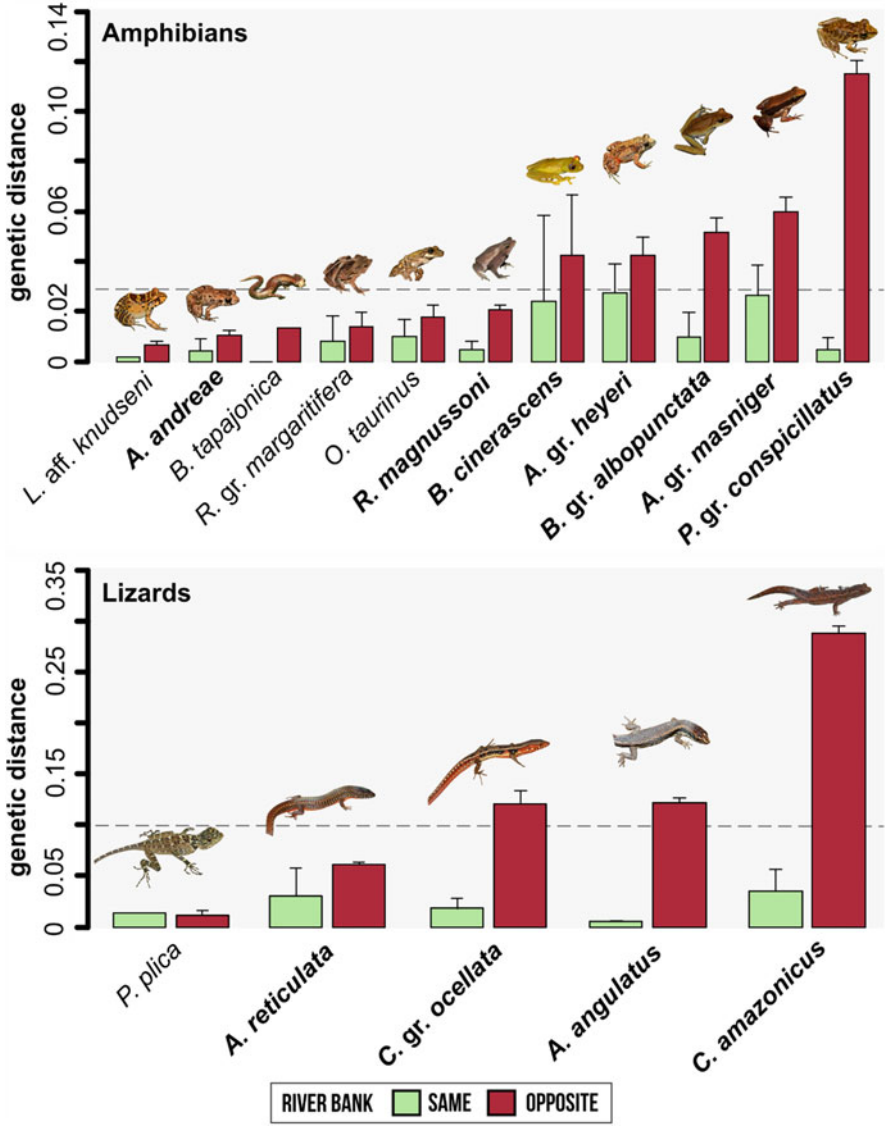 Amphibians
genetic distance
0.14
0.10
0.06
0.02
0
L. aff. knudseni
A. andreae
B. tapajonica
R. gr. margaritifera
O. taurinus
R. magnussoni
B. cinerascens
A. gr. heyeri
B. gr. albopunctata
A. gr. masniger
P. gr. conspicillatus
Lizards
genetic distance
0.35
0.25
0.15
0.05
0
P. plica
A. reticulata
C. gr. ocellata
A. angulatus
C. amazonicus
RIVER BANK SAME OPPOSITE